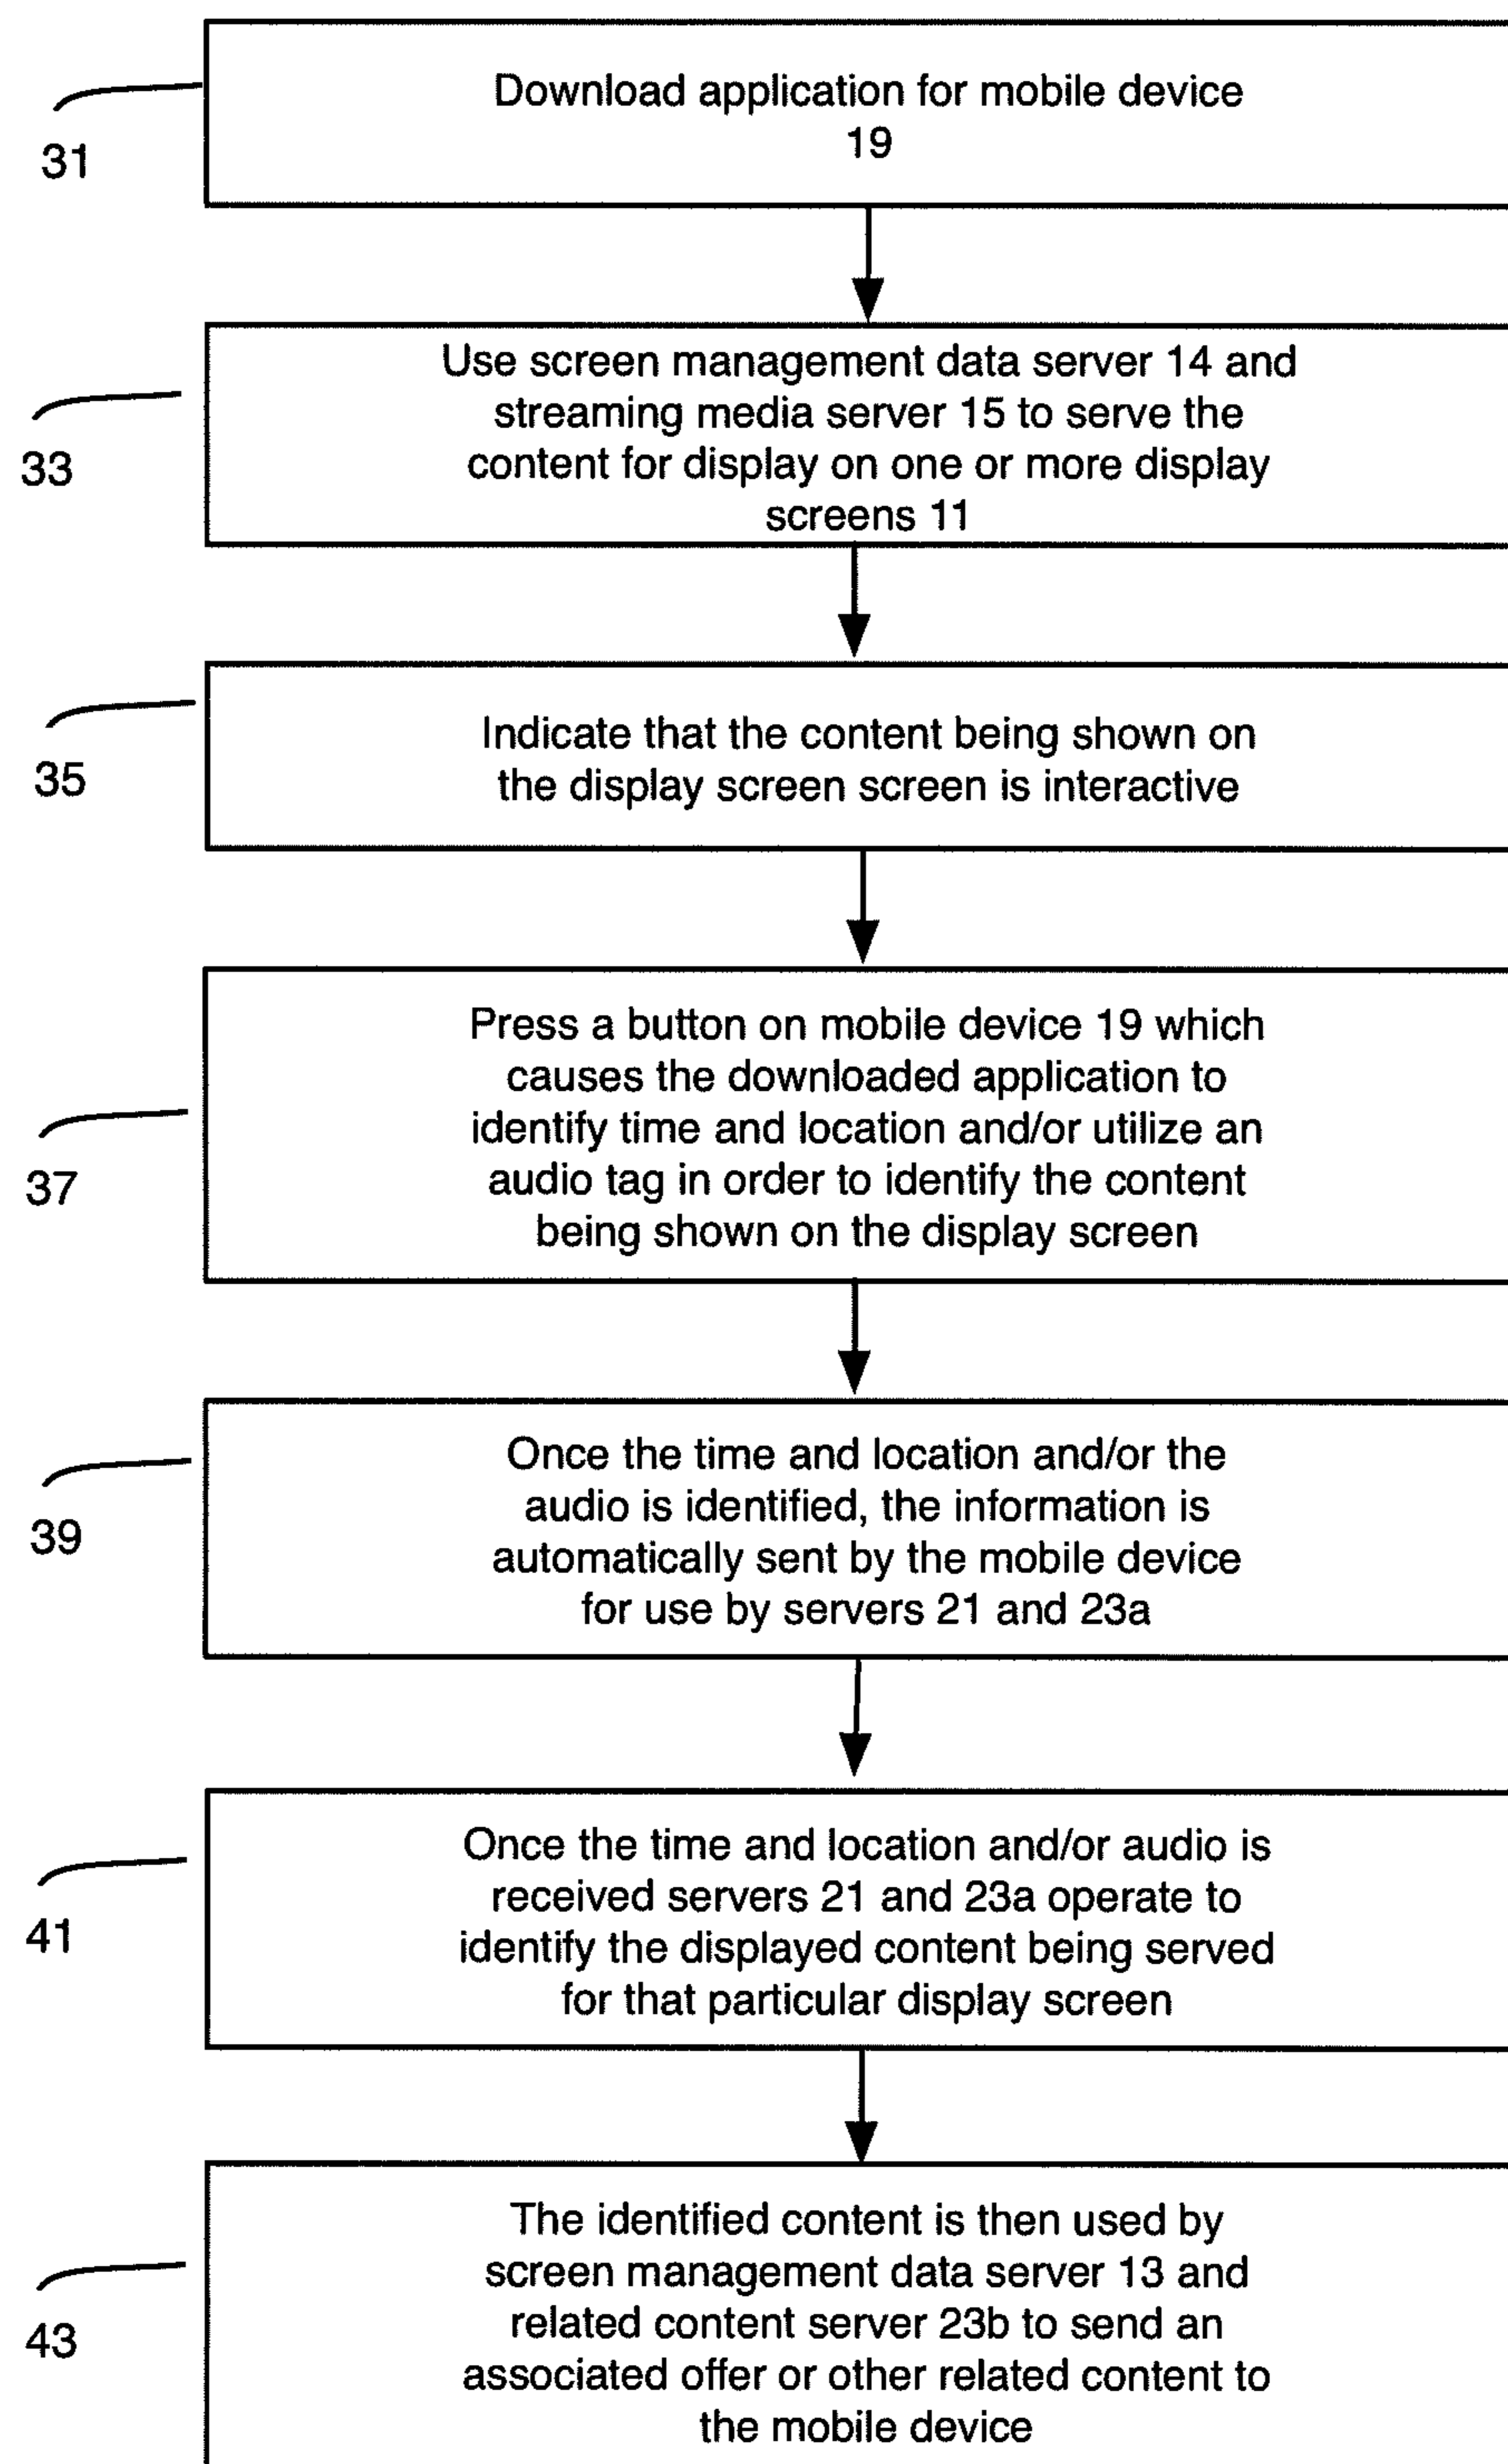 Download application for mobile device
19
31
Use screen management data server 14 and
streaming media server 15 to serve the
content for display on one or more display
screens 11
33
Indicate that the content being shown on
the display screen screen is interactive
35
Press a button on mobile device 19 which
causes the downloaded application to
identify time and location and/or utilize an
audio tag in order to identify the content
being shown on the display screen
37
Once the time and location and/or the
audio is identified, the information is
automatically sent by the mobile device
for use by servers 21 and 23a
39
Once the time and location and/or audio is
received servers 21 and 23a operate to
identify the displayed content being served
for that particular display screen
41
The identified content is then used by
screen management data server 13 and
related content server 23b to send an
associated offer or other related content to
the mobile device
43